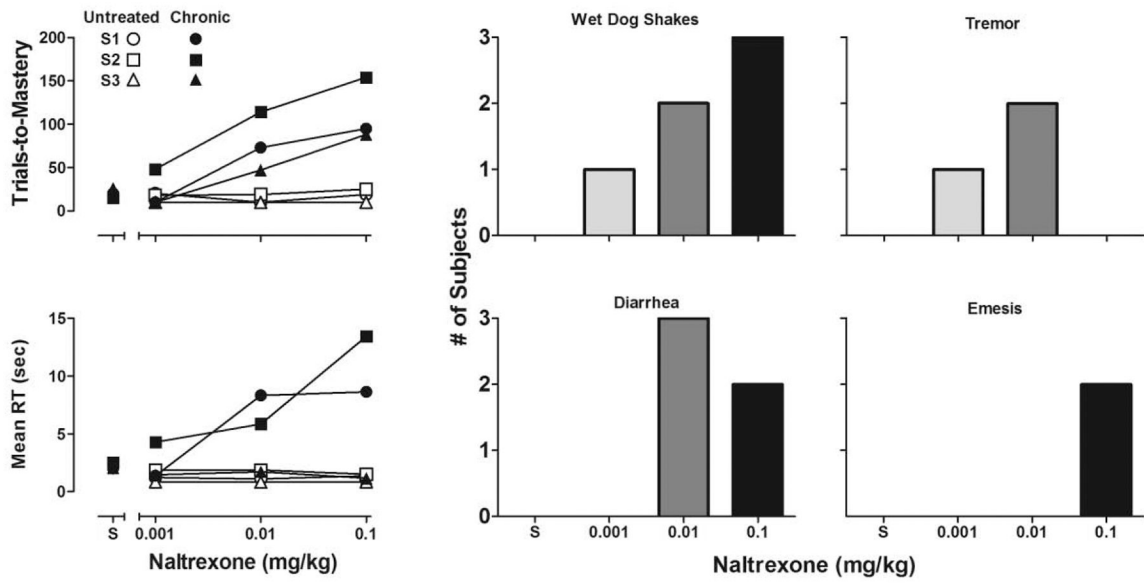 Untreated Chronic
S1
S2
S3
Trials-to-Mastery
200
150
100
50
0
Mean RT (sec)
15
10
5
0
S 0.001 0.01 0.1
Naltrexone (mg/kg)
# of Subjects
Wet Dog Shakes
3
2
1
0
Tremor
Diarrhea
3
2
1
0
S 0.001 0.01 0.1
Emesis
S 0.001 0.01 0.1
Naltrexone (mg/kg)